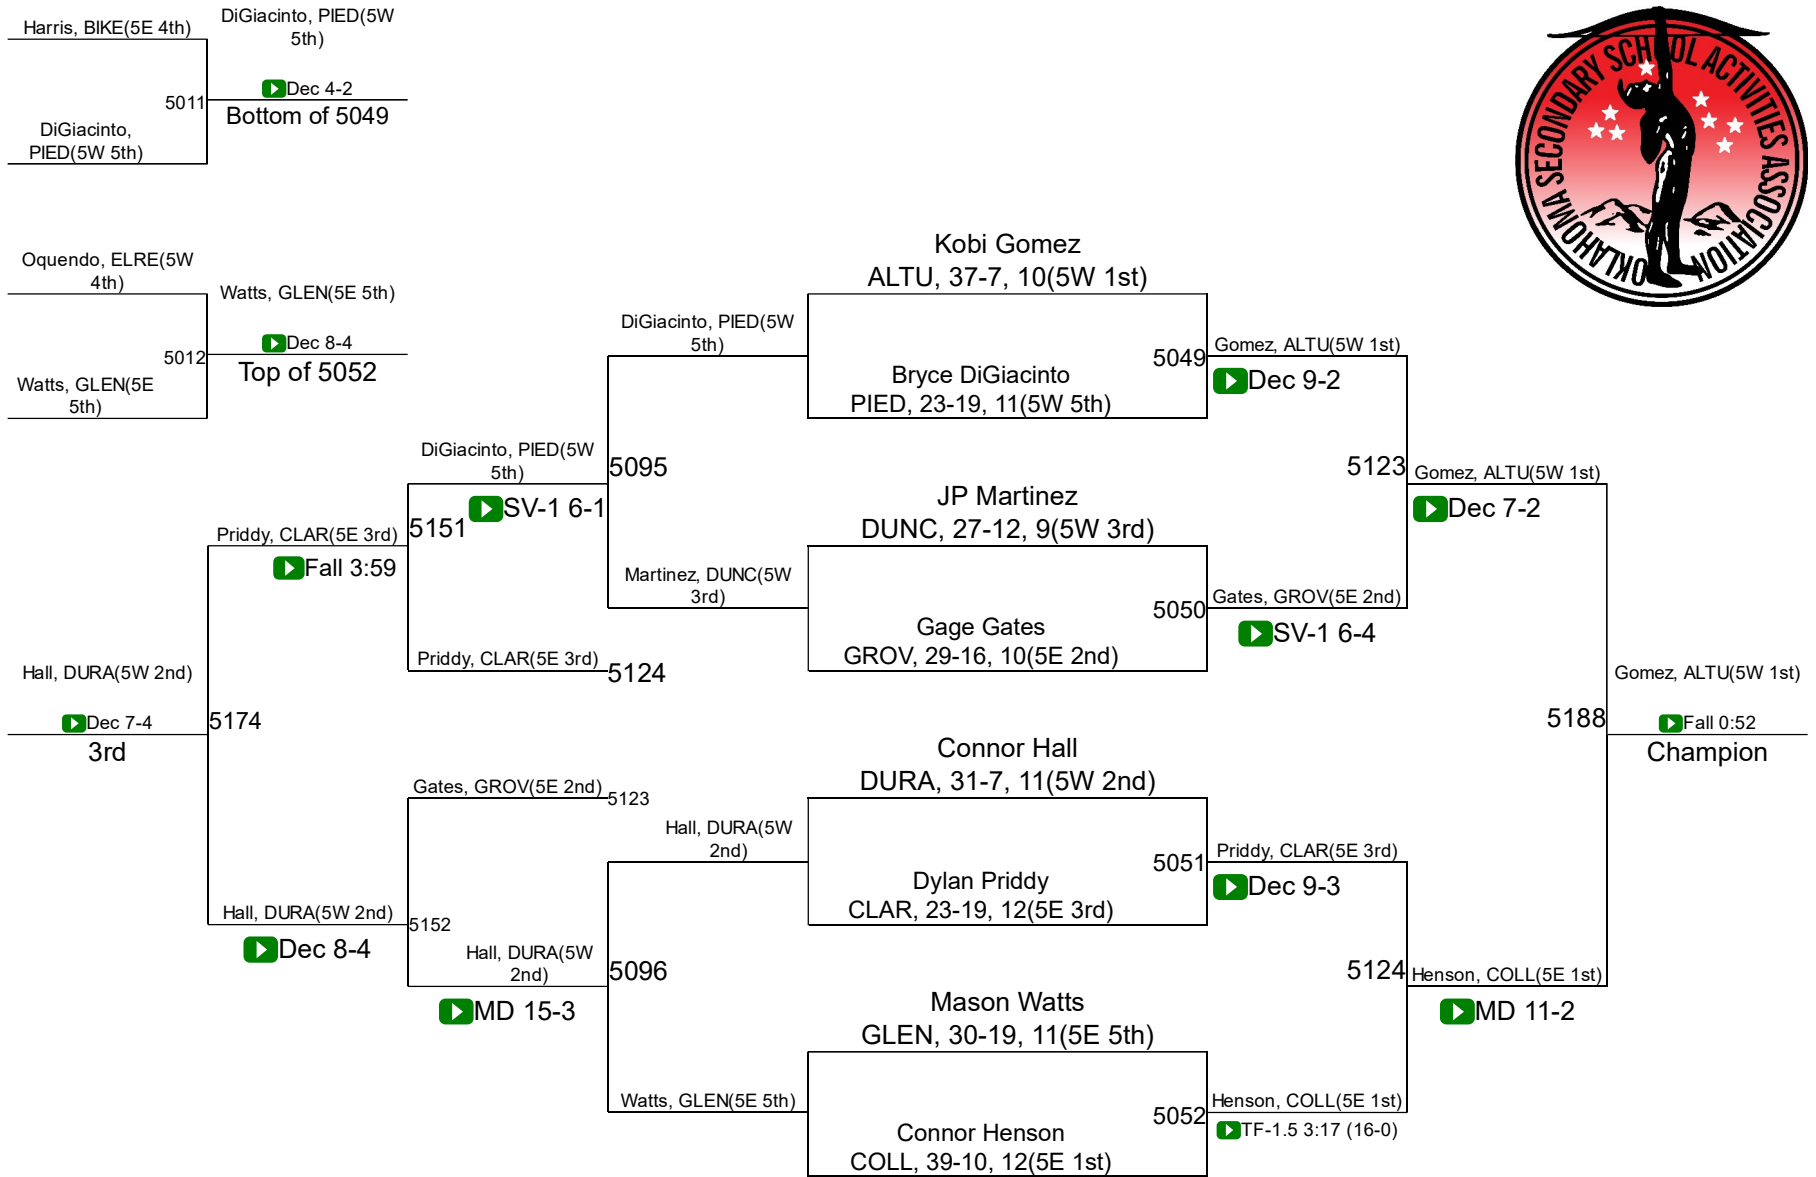 Harris, BIKE(5E 4th)
DiGiacinto, PIED(5W
5th)
5011
Dec 4-2
Bottom of 5049
DiGiacinto,
PIED(5W 5th)
OKLAHOMA SECONDARY SCHOOL ACTIVITIES ASSOCIATION
Oquendo, ELRE(5W
4th)
Watts, GLEN(5E 5th)
5012
Dec 8-4
Top of 5052
Watts, GLEN(5E
5th)
Kobi Gomez
ALTU, 37-7, 10(5W 1st)
DiGiacinto, PIED(5W
5th)
5049
Gomez, ALTU(5W 1st)
Dec 9-2
Bryce DiGiacinto
PIED, 23-19, 11(5W 5th)
DiGiacinto, PIED(5W
5th)
5095
SV-1 6-1
5123
Gomez, ALTU(5W 1st)
Dec 7-2
JP Martinez
DUNC, 27-12, 9(5W 3rd)
Priddy, CLAR(5E 3rd)
5151
Fall 3:59
Martinez, DUNC(5W
3rd)
5050
Gates, GROV(5E 2nd)
SV-1 6-4
Gage Gates
GROV, 29-16, 10(5E 2nd)
Priddy, CLAR(5E 3rd)
5124
Hall, DURA(5W 2nd)
Dec 7-4
3rd
5174
5188
Gomez, ALTU(5W 1st)
Fall 0:52
Champion
Connor Hall
DURA, 31-7, 11(5W 2nd)
Gates, GROV(5E 2nd)
5123
Hall, DURA(5W
2nd)
5051
Priddy, CLAR(5E 3rd)
Dec 9-3
Dylan Priddy
CLAR, 23-19, 12(5E 3rd)
Hall, DURA(5W 2nd)
5152
Dec 8-4
Hall, DURA(5W
2nd)
5096
MD 15-3
5124
Henson, COLL(5E 1st)
MD 11-2
Mason Watts
GLEN, 30-19, 11(5E 5th)
Watts, GLEN(5E 5th)
5052
Henson, COLL(5E 1st)
TF-1.5 3:17 (16-0)
Connor Henson
COLL, 39-10, 12(5E 1st)